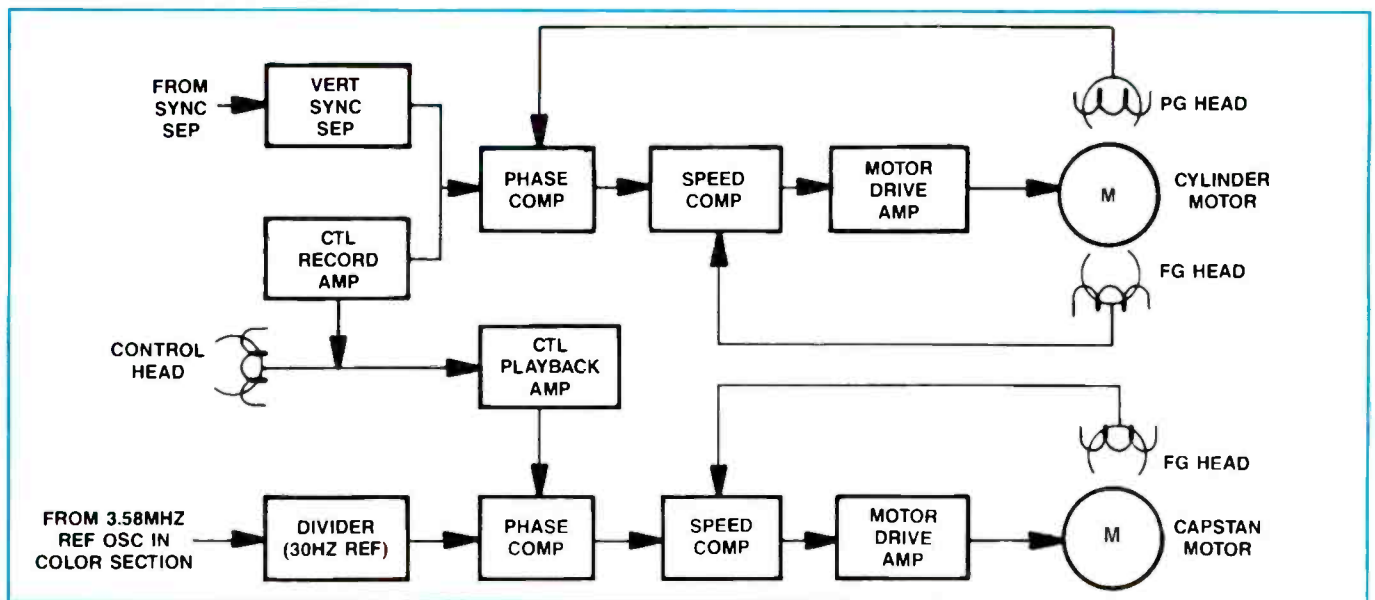 FROM
SYNC
SEP
VERT
SYNC
SEP
PHASE
COMP
SPEED
COMP
MOTOR
DRIVE
AMP
PG HEAD
M
CYLINDER
MOTOR
FG HEAD
CTL
RECORD
AMP
CONTROL
HEAD
CTL
PLAYBACK
AMP
FROM 3.58MHZ
REF OSC IN
COLOR SECTION
DIVIDER
(30HZ REF)
PHASE
COMP
SPEED
COMP
MOTOR
DRIVE
AMP
FG HEAD
M
CAPSTAN
MOTOR